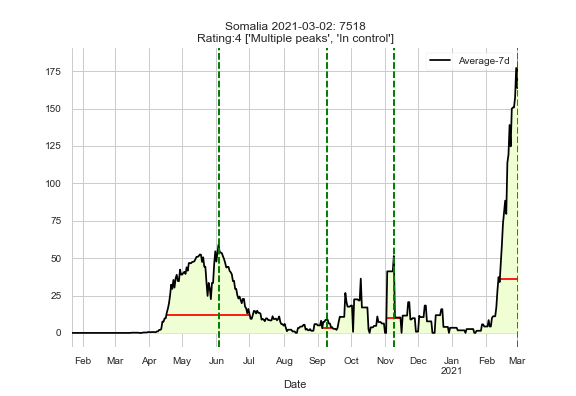 Somalia 2021-03-02: 7518
Rating:4 ['Multiple peaks', 'In control']
Average-7d
175
150
125
100
75
50
25
0
Feb Mar Apr May Jun Jul Aug Sep Oct Nov Dec Jan Feb Mar
2021
Date